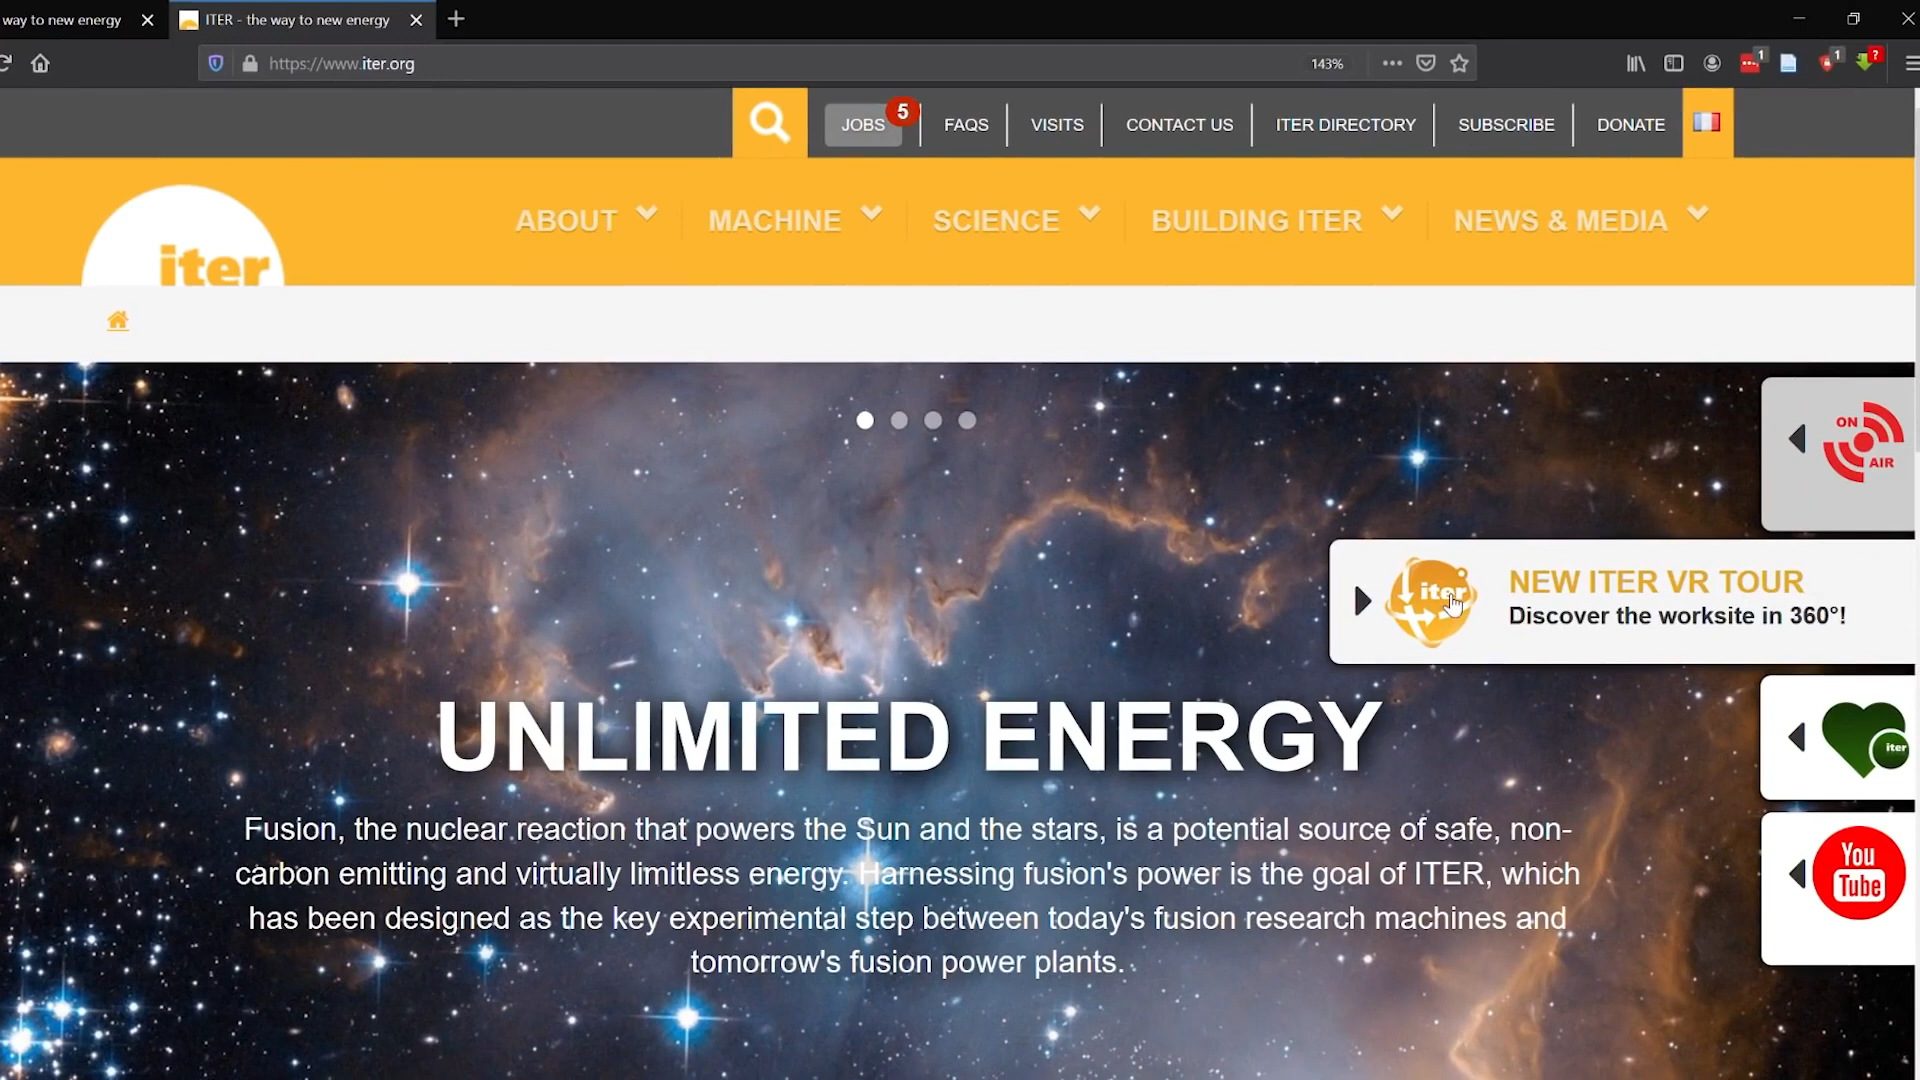 way to new energy
ITER - the way to new energy
https://www.iter.org
143%
1
1
?
JOBS
5
FAQS
VISITS
CONTACT US
ITER DIRECTORY
SUBSCRIBE
DONATE
iter
ABOUT
MACHINE
SCIENCE
BUILDING ITER
NEWS & MEDIA
ON
AIR
iter
NEW ITER VR TOUR
Discover the worksite in 360°!
iter
You
Tube
UNLIMITED ENERGY
Fusion, the nuclear reaction that powers the Sun and the stars, is a potential source of safe, non-
carbon emitting and virtually limitless energy. Harnessing fusion's power is the goal of ITER, which
has been designed as the key experimental step between today's fusion research machines and
tomorrow's fusion power plants.